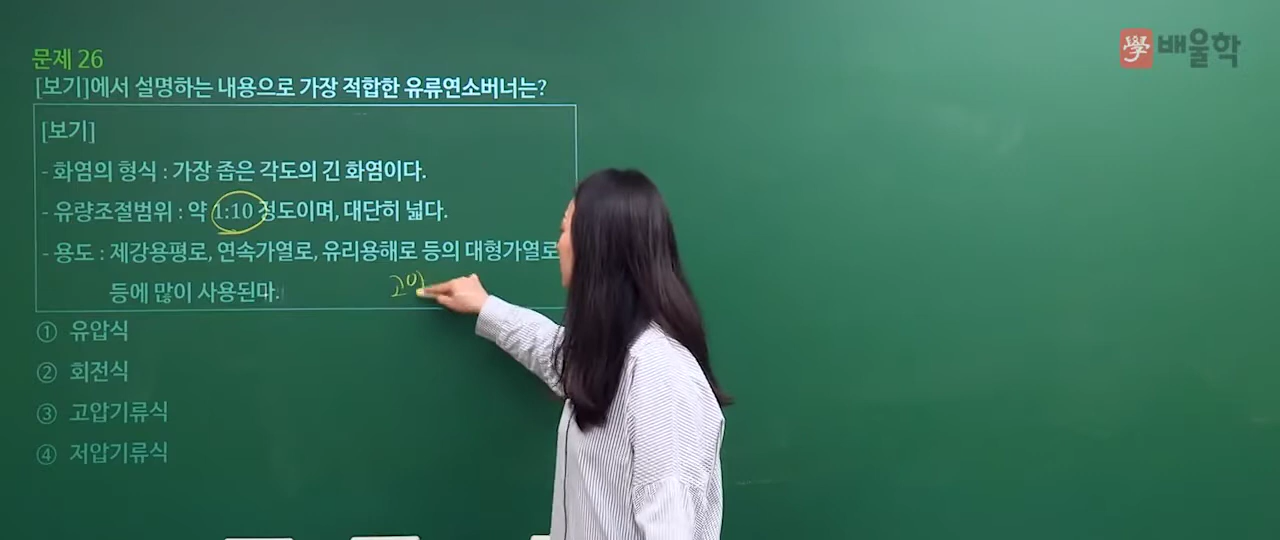 學 배울학
문제 26
[보기]에서 설명하는 내용으로 가장 적합한 유류연소버너는?
[보기]
- 화염의 형식 : 가장 좁은 각도의 긴 화염이다.
- 유량조절범위 : 약 1:10 정도이며, 대단히 넓다.
- 용도 : 제강용평로, 연속가열로, 유리용해로 등의 대형가열로
등에 많이 사용된다.
① 유압식
② 회전식
③ 고압기류식
④ 저압기류식